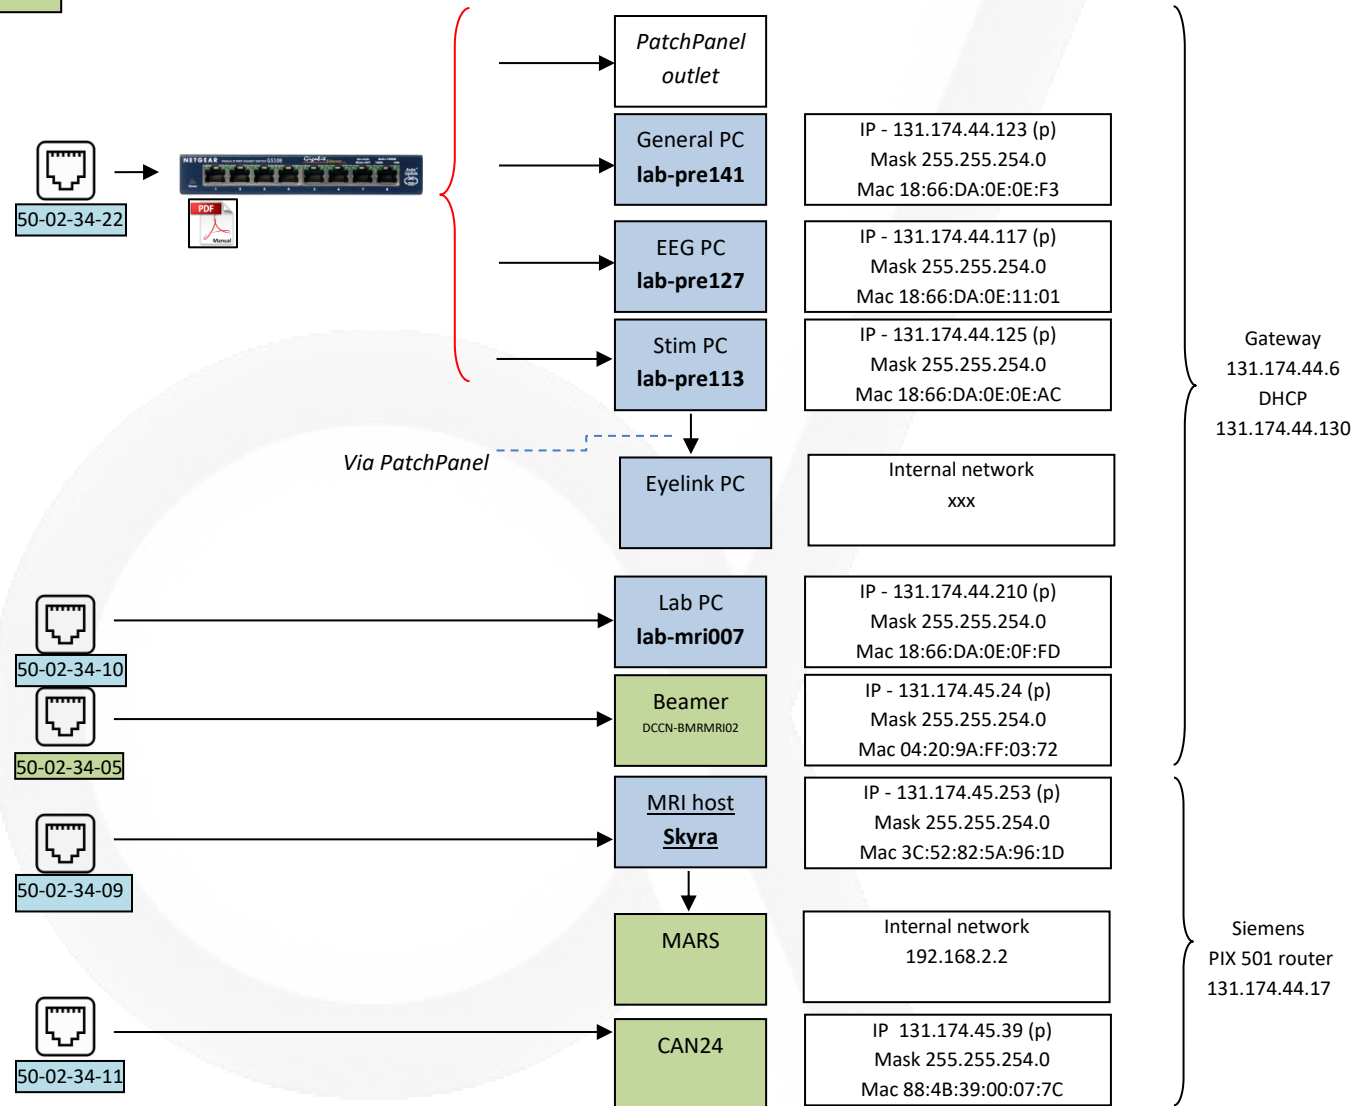 PatchPanel
outlet
50-02-34-22
NETGEAR
GS108
Gigabit
PDF
Manual
General PC
lab-pre141
IP - 131.174.44.123 (p)
Mask 255.255.254.0
Mac 18:66:DA:0E:0E:F3
EEG PC
lab-pre127
IP - 131.174.44.117 (p)
Mask 255.255.254.0
Mac 18:66:DA:0E:11:01
Stim PC
lab-pre113
IP - 131.174.44.125 (p)
Mask 255.255.254.0
Mac 18:66:DA:0E:0E:AC
Gateway
131.174.44.6
DHCP
131.174.44.130
Via PatchPanel
Eyelink PC
Internal network
xxx
50-02-34-10
Lab PC
lab-mri007
IP - 131.174.44.210 (p)
Mask 255.255.254.0
Mac 18:66:DA:0E:0F:FD
50-02-34-05
Beamer
DCCN-BMRMRI02
IP - 131.174.45.24 (p)
Mask 255.255.254.0
Mac 04:20:9A:FF:03:72
50-02-34-09
MRI host
Skyra
IP - 131.174.45.253 (p)
Mask 255.255.254.0
Mac 3C:52:82:5A:96:1D
MARS
Internal network
192.168.2.2
Siemens
PIX 501 router
131.174.44.17
50-02-34-11
CAN24
IP 131.174.45.39 (p)
Mask 255.255.254.0
Mac 88:4B:39:00:07:7C